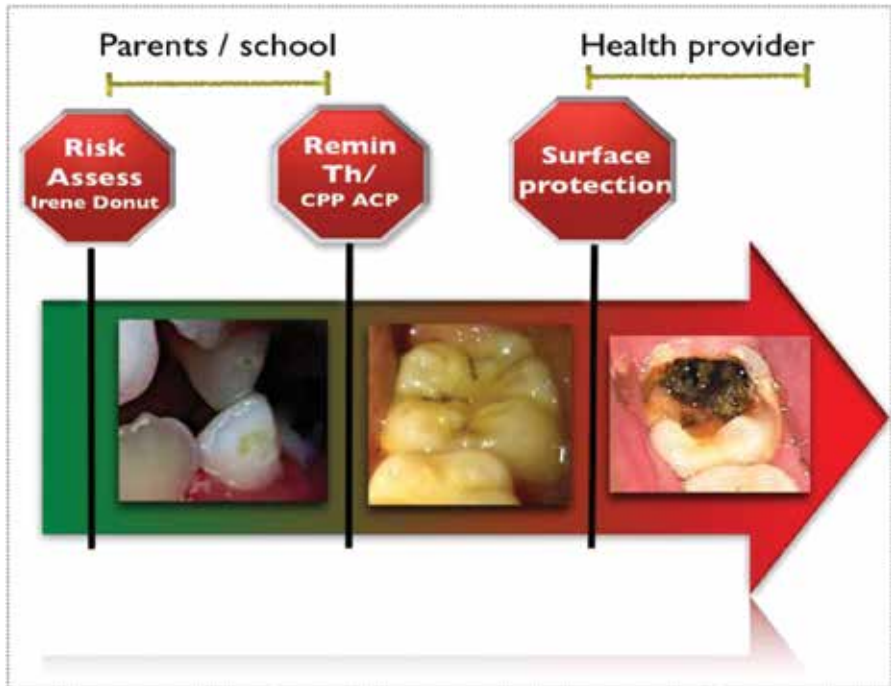 Parents / school
Health provider
Risk
Assess
Irene Donut
Remin
Th/
CPP ACP
Surface
protection